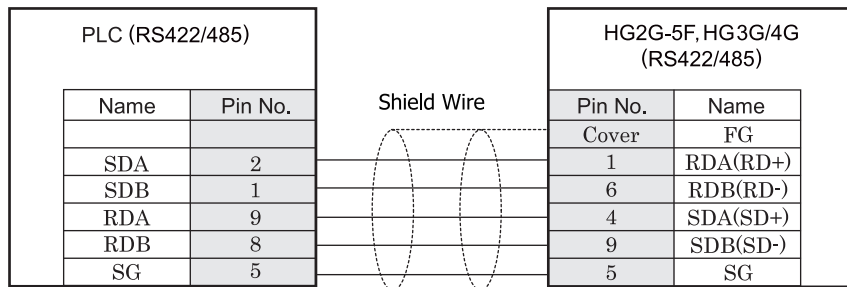 PLC (RS422/485)
HG2G-5F, HG3G/4G
(RS422/485)
Name Pin No. Shield Wire Pin No. Name
Cover FG
SDA 2 1 RDA(RD+)
SDB 1 6 RDB(RD-)
RDA 9 4 SDA(SD+)
RDB 8 9 SDB(SD-)
SG 5 5 SG